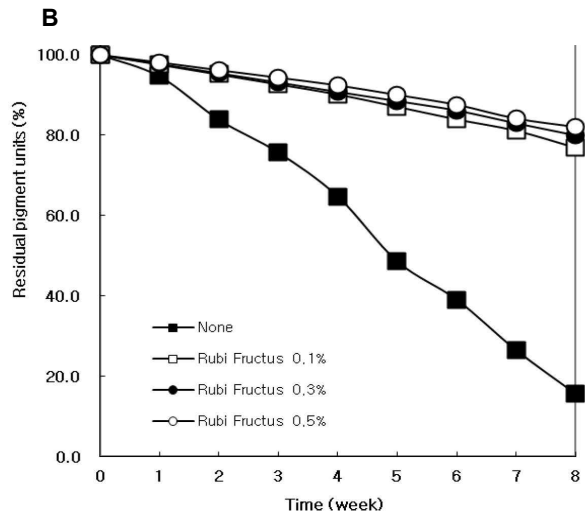 B
Residual pigment units (%)
100.0
80.0
60.0
40.0
20.0
0.0
None
Rubi Fructus 0.1%
Rubi Fructus 0.3%
Rubi Fructus 0.5%
0 1 2 3 4 5 6 7 8
Time (week)